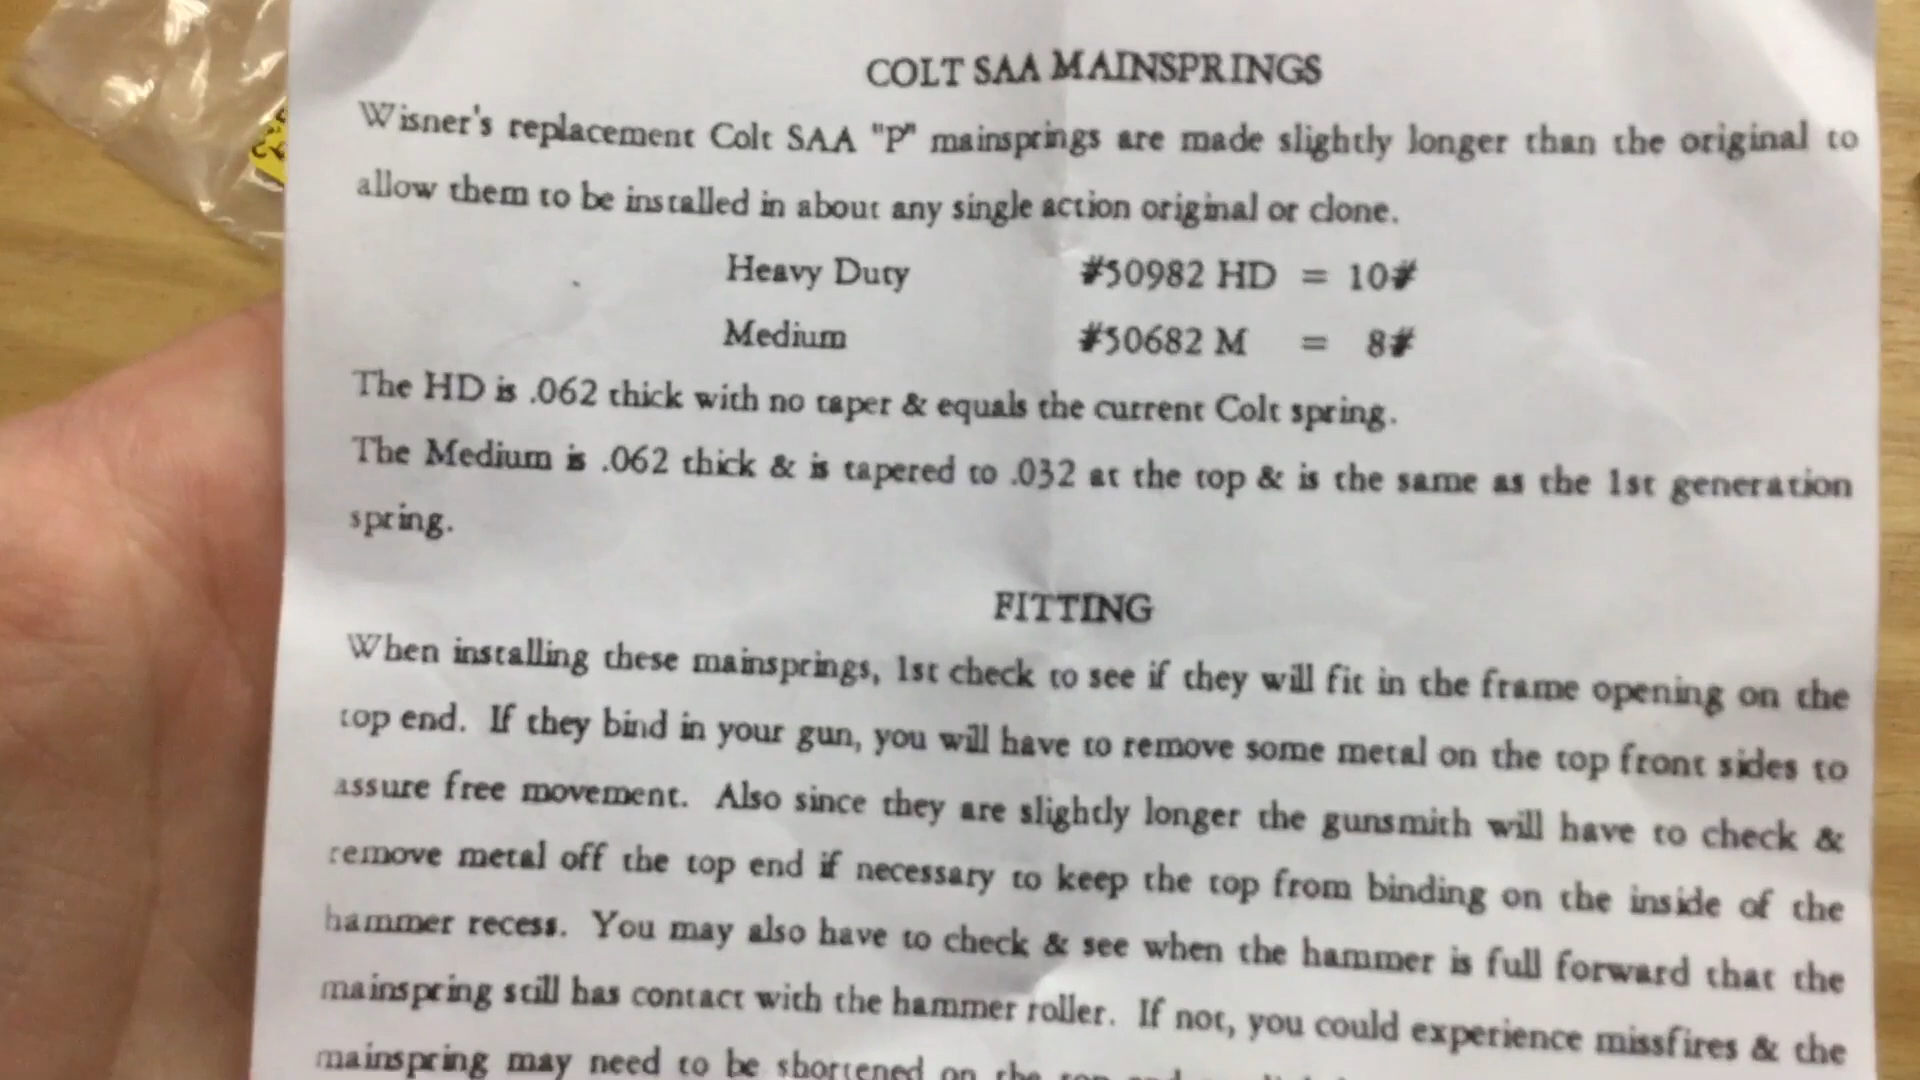 COLT SAA MAINSPRINGS
Wisner's replacement Colt SAA "P" mainsprings are made slightly longer than the original to
allow them to be installed in about any single action original or clone.
Heavy Duty #50982 HD = 10#
Medium #50682 M = 8#
The HD is .062 thick with no taper & equals the current Colt spring.
The Medium is .062 thick & is tapered to .032 at the top & is the same as the 1st generation
spring.
FITTING
When installing these mainsprings, 1st check to see if they will fit in the frame opening on the
top end. If they bind in your gun, you will have to remove some metal on the top front sides to
assure free movement. Also since they are slightly longer the gunsmith will have to check &
remove metal off the top end if necessary to keep the top from binding on the inside of the
hammer recess. You may also have to check & see when the hammer is full forward that the
mainspring still has contact with the hammer roller. If not, you could experience missfires & the
mainspring may need to be shortened on the top end